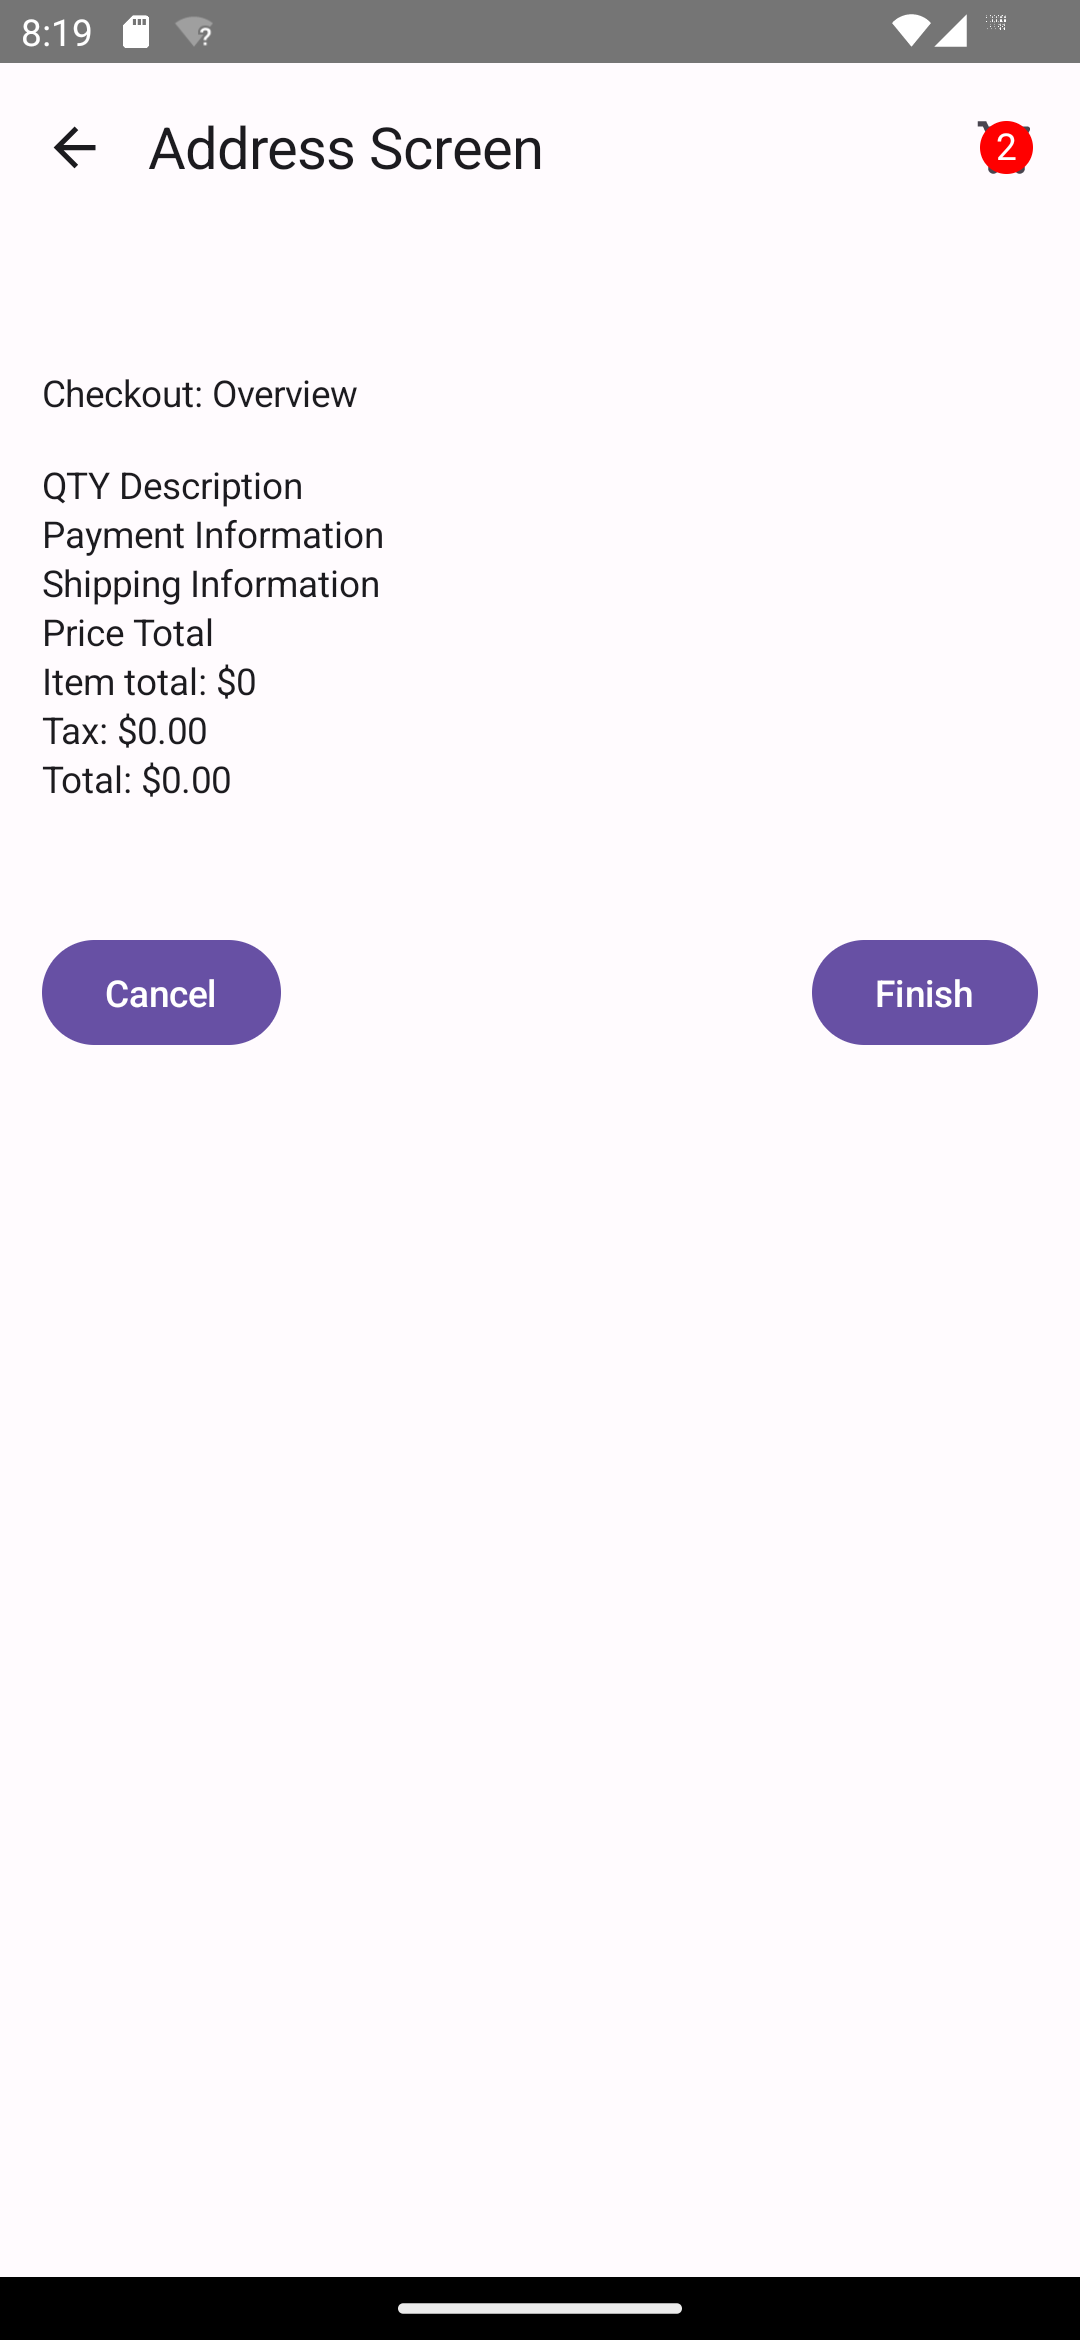 8:19
Address Screen
2
Checkout: Overview
QTY Description
Payment Information
Shipping Information
Price Total
Item total: $0
Tax: $0.00
Total: $0.00
Cancel
Finish